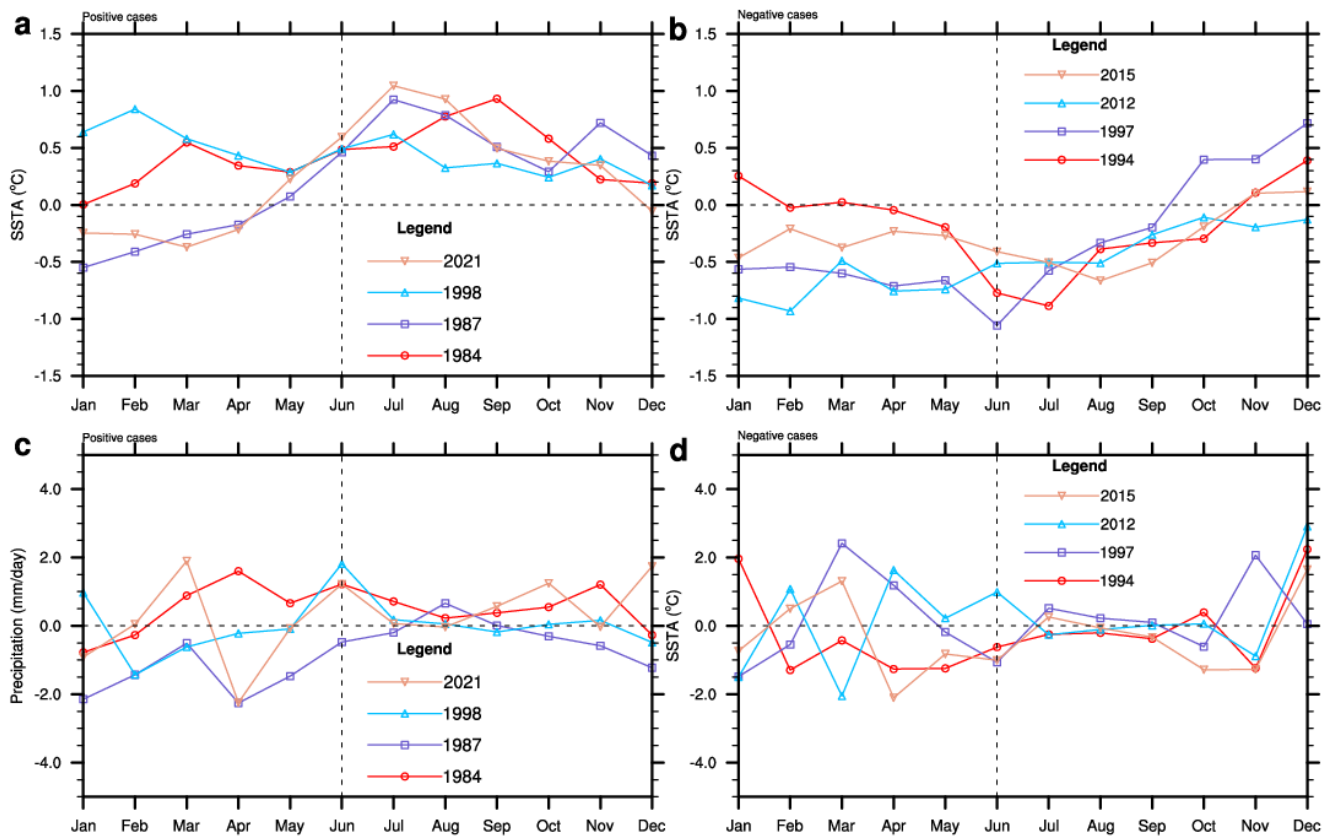 a
Positive cases
1.5
1.0
0.5
0.0
-0.5
-1.0
-1.5
SSTA (°C)
Legend
2021
1998
1987
1984
Jan Feb Mar Apr May Jun Jul Aug Sep Oct Nov Dec
b
Negative cases
1.5
1.0
0.5
0.0
-0.5
-1.0
-1.5
SSTA (°C)
Legend
2015
2012
1997
1994
Jan Feb Mar Apr May Jun Jul Aug Sep Oct Nov Dec
c
Positive cases
4.0
2.0
0.0
-2.0
-4.0
Precipitation (mm/day)
Legend
2021
1998
1987
1984
Jan Feb Mar Apr May Jun Jul Aug Sep Oct Nov Dec
d
Negative cases
4.0
2.0
0.0
-2.0
-4.0
SSTA (°C)
Legend
2015
2012
1997
1994
Jan Feb Mar Apr May Jun Jul Aug Sep Oct Nov Dec